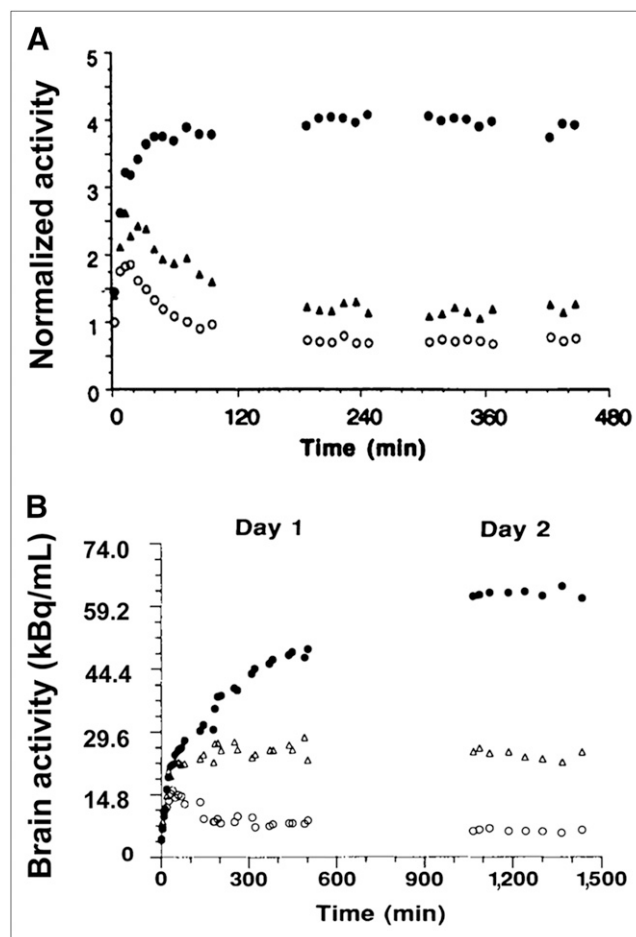 A
Normalized activity
5
4
3
2
1
0
0 120 240 360 480
Time (min)
B
Day 1 Day 2
Brain activity (kBq/mL)
74.0
59.2
44.4
29.6
14.8
0
0 300 600 900 1,200 1,500
Time (min)